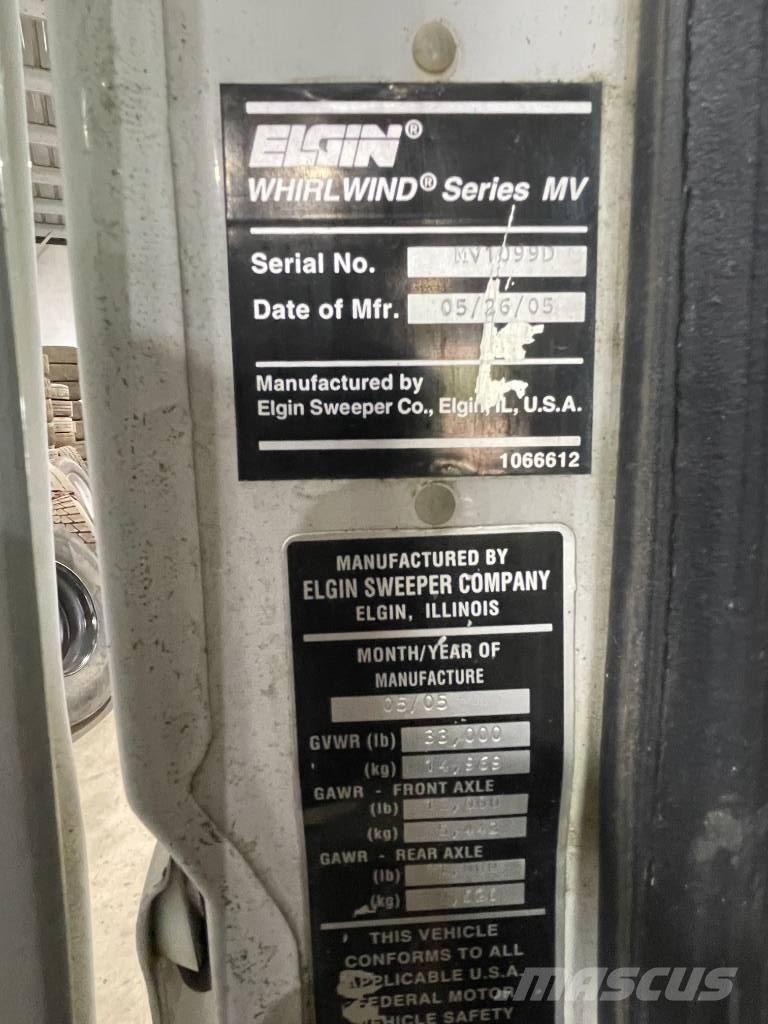 ELGIN®
WHIRLWIND® Series MV
Serial No. MV1099D
Date of Mfr. 05/26/05
Manufactured by
Elgin Sweeper Co., Elgin, IL, U.S.A.
1066612
MANUFACTURED BY
ELGIN SWEEPER COMPANY
ELGIN, ILLINOIS
MONTH/YEAR OF
MANUFACTURE
05/05
GVWR (lb) 33,000
(kg) 14,969
GAWR - FRONT AXLE
(lb)
(kg) 5,442
GAWR - REAR AXLE
(lb)
(kg)
THIS VEHICLE
CONFORMS TO ALL
APPLICABLE U.S.A.
FEDERAL MOTOR
VEHICLE SAFETY
MASCUS